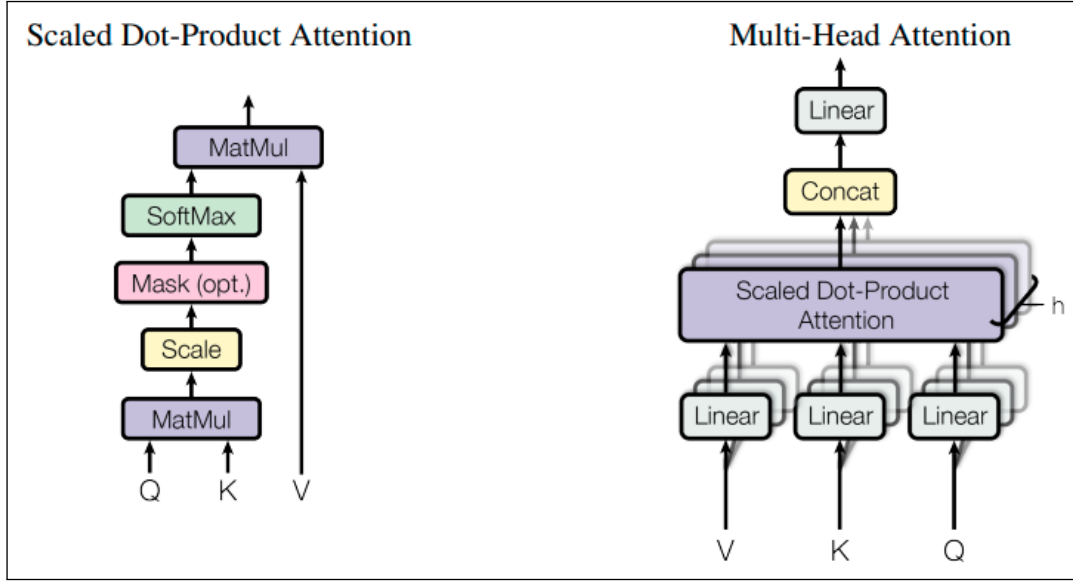 Scaled Dot-Product Attention
MatMul
SoftMax
Mask (opt.)
Scale
MatMul
Q K V
Multi-Head Attention
Linear
Concat
Scaled Dot-Product
Attention
h
Linear Linear Linear
V K Q